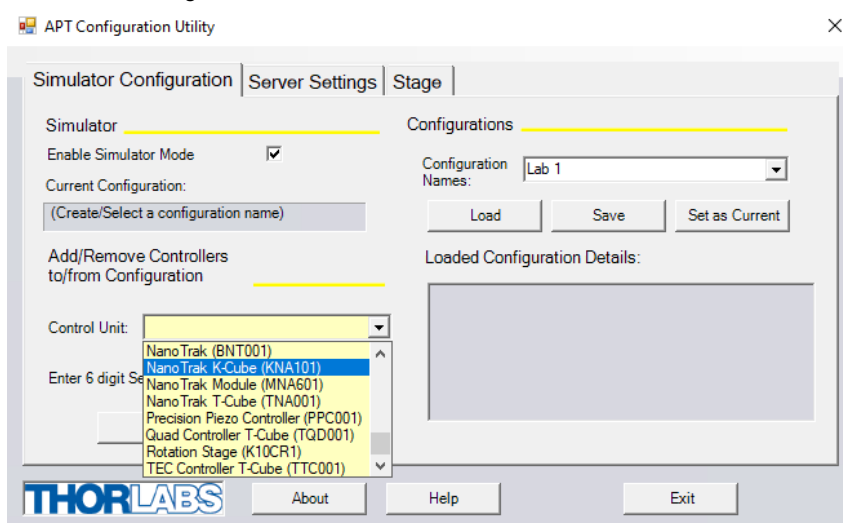 APT Configuration Utility
Simulator Configuration
Server Settings
Stage
Simulator
Enable Simulator Mode
Current Configuration:
(Create/Select a configuration name)
Add/Remove Controllers
to/from Configuration
Control Unit:
NanoTrak (BNT001)
NanoTrak K-Cube (KNA101)
NanoTrak Module (MNA601)
NanoTrak T-Cube (TNA001)
Precision Piezo Controller (PPC001)
Quad Controller T-Cube (TQD001)
Rotation Stage (K10CR1)
TEC Controller T-Cube (TTC001)
Enter 6 digit Se
Configurations
Configuration
Names:
Lab 1
Load
Save
Set as Current
Loaded Configuration Details:
THORLABS
About
Help
Exit